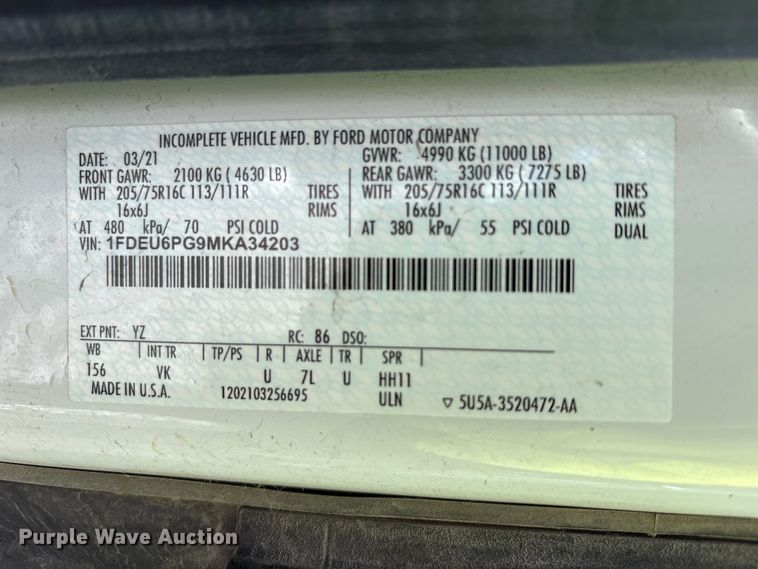 INCOMPLETE VEHICLE MFD. BY FORD MOTOR COMPANY
DATE: 03/21 GVWR: 4990 KG (11000 LB)
FRONT GAWR: 2100 KG ( 4630 LB) REAR GAWR: 3300 KG ( 7275 LB)
WITH 205/75R16C 113/111R TIRES WITH 205/75R16C 113/111R TIRES
16x6J RIMS 16x6J RIMS
AT 480 kPa/ 70 PSI COLD AT 380 kPa/ 55 PSI COLD DUAL
VIN: 1FDEU6PG9MKA34203
EXT PNT: YZ RC: 86 DSO:
WB INT TR TP/PS R AXLE TR SPR
156 VK U 7L U HH11
MADE IN U.S.A. 1202103256695 ULN ▽ 5U5A-3520472-AA
Purple Wave Auction